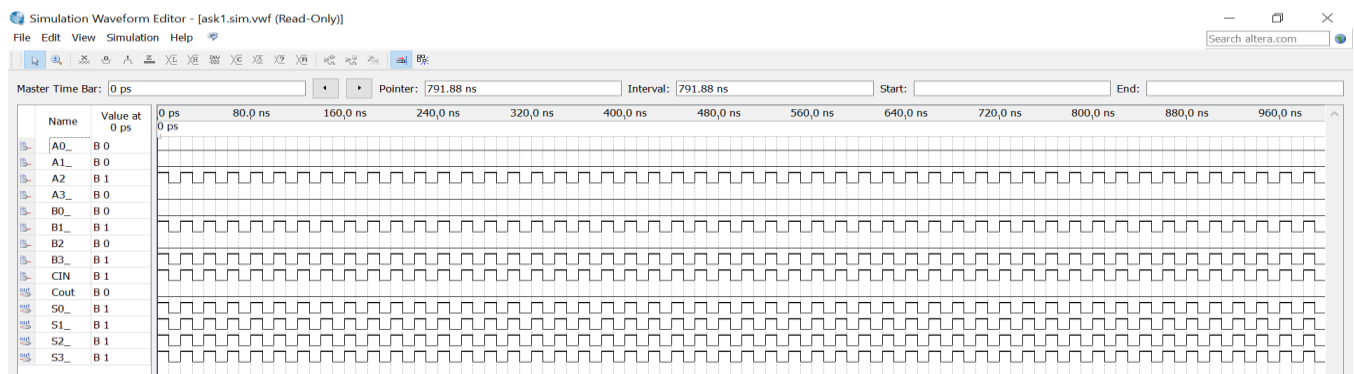 Simulation Waveform Editor - [ask1.sim.vwf (Read-Only)]
File Edit View Simulation Help
Search altera.com
Master Time Bar: 0 ps Pointer: 791.88 ns Interval: 791.88 ns Start: End:
Name Value at 0 ps
0 ps 80,0 ns 160,0 ns 240,0 ns 320,0 ns 400,0 ns 480,0 ns 560,0 ns 640,0 ns 720,0 ns 800,0 ns 880,0 ns 960,0 ns
0 ps
A0_ B 0
A1_ B 0
A2 B 1
A3_ B 0
B0_ B 0
B1_ B 1
B2 B 0
B3_ B 1
CIN B 1
Cout B 0
S0_ B 1
S1_ B 1
S2_ B 1
S3_ B 1